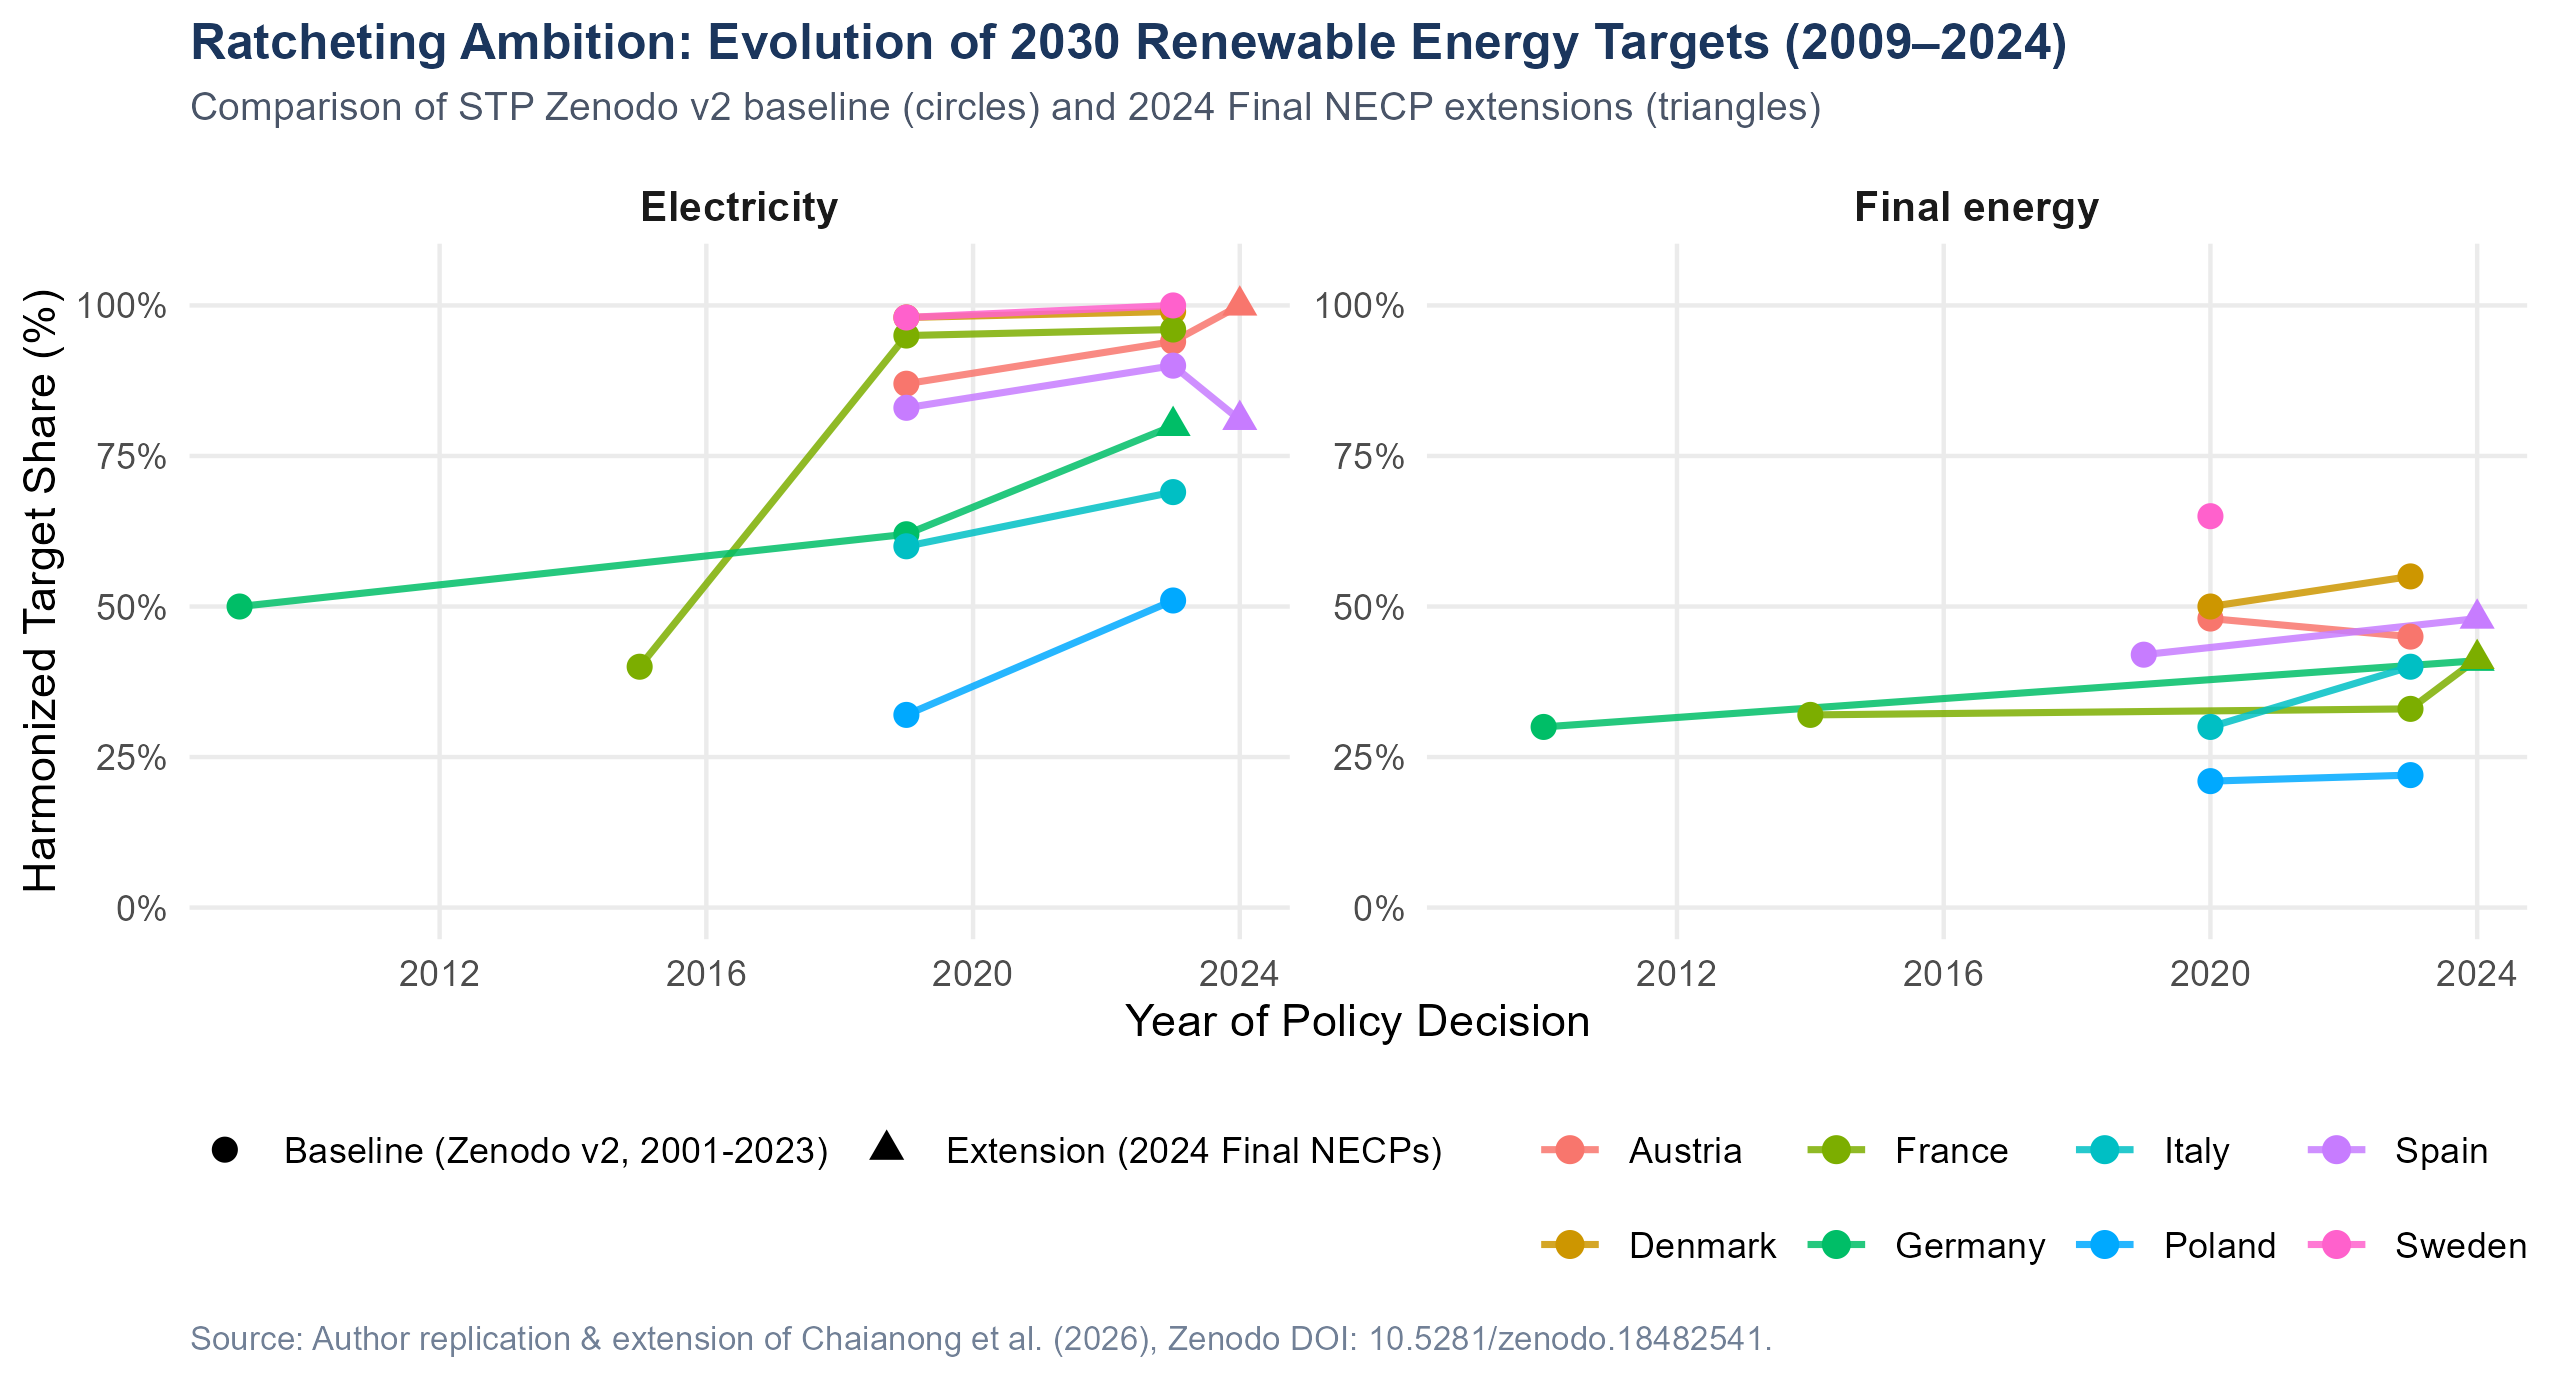 Ratcheting Ambition: Evolution of 2030 Renewable Energy Targets (2009–2024)
Comparison of STP Zenodo v2 baseline (circles) and 2024 Final NECP extensions (triangles)
Electricity
Final energy
Harmonized Target Share (%)
100%
75%
50%
25%
0%
100%
75%
50%
25%
0%
2012 2016 2020 2024
2012 2016 2020 2024
Year of Policy Decision
Baseline (Zenodo v2, 2001-2023) Extension (2024 Final NECPs)
Austria France Italy Spain
Denmark Germany Poland Sweden
Source: Author replication & extension of Chaianong et al. (2026), Zenodo DOI: 10.5281/zenodo.18482541.